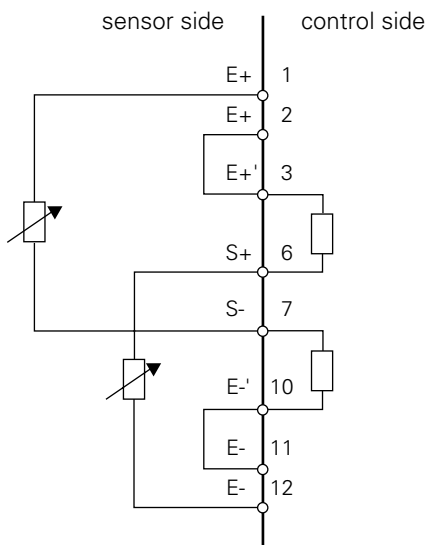 sensor side control side
E+ 1
E+ 2
E+' 3
S+ 6
S- 7
E-' 10
E- 11
E- 12